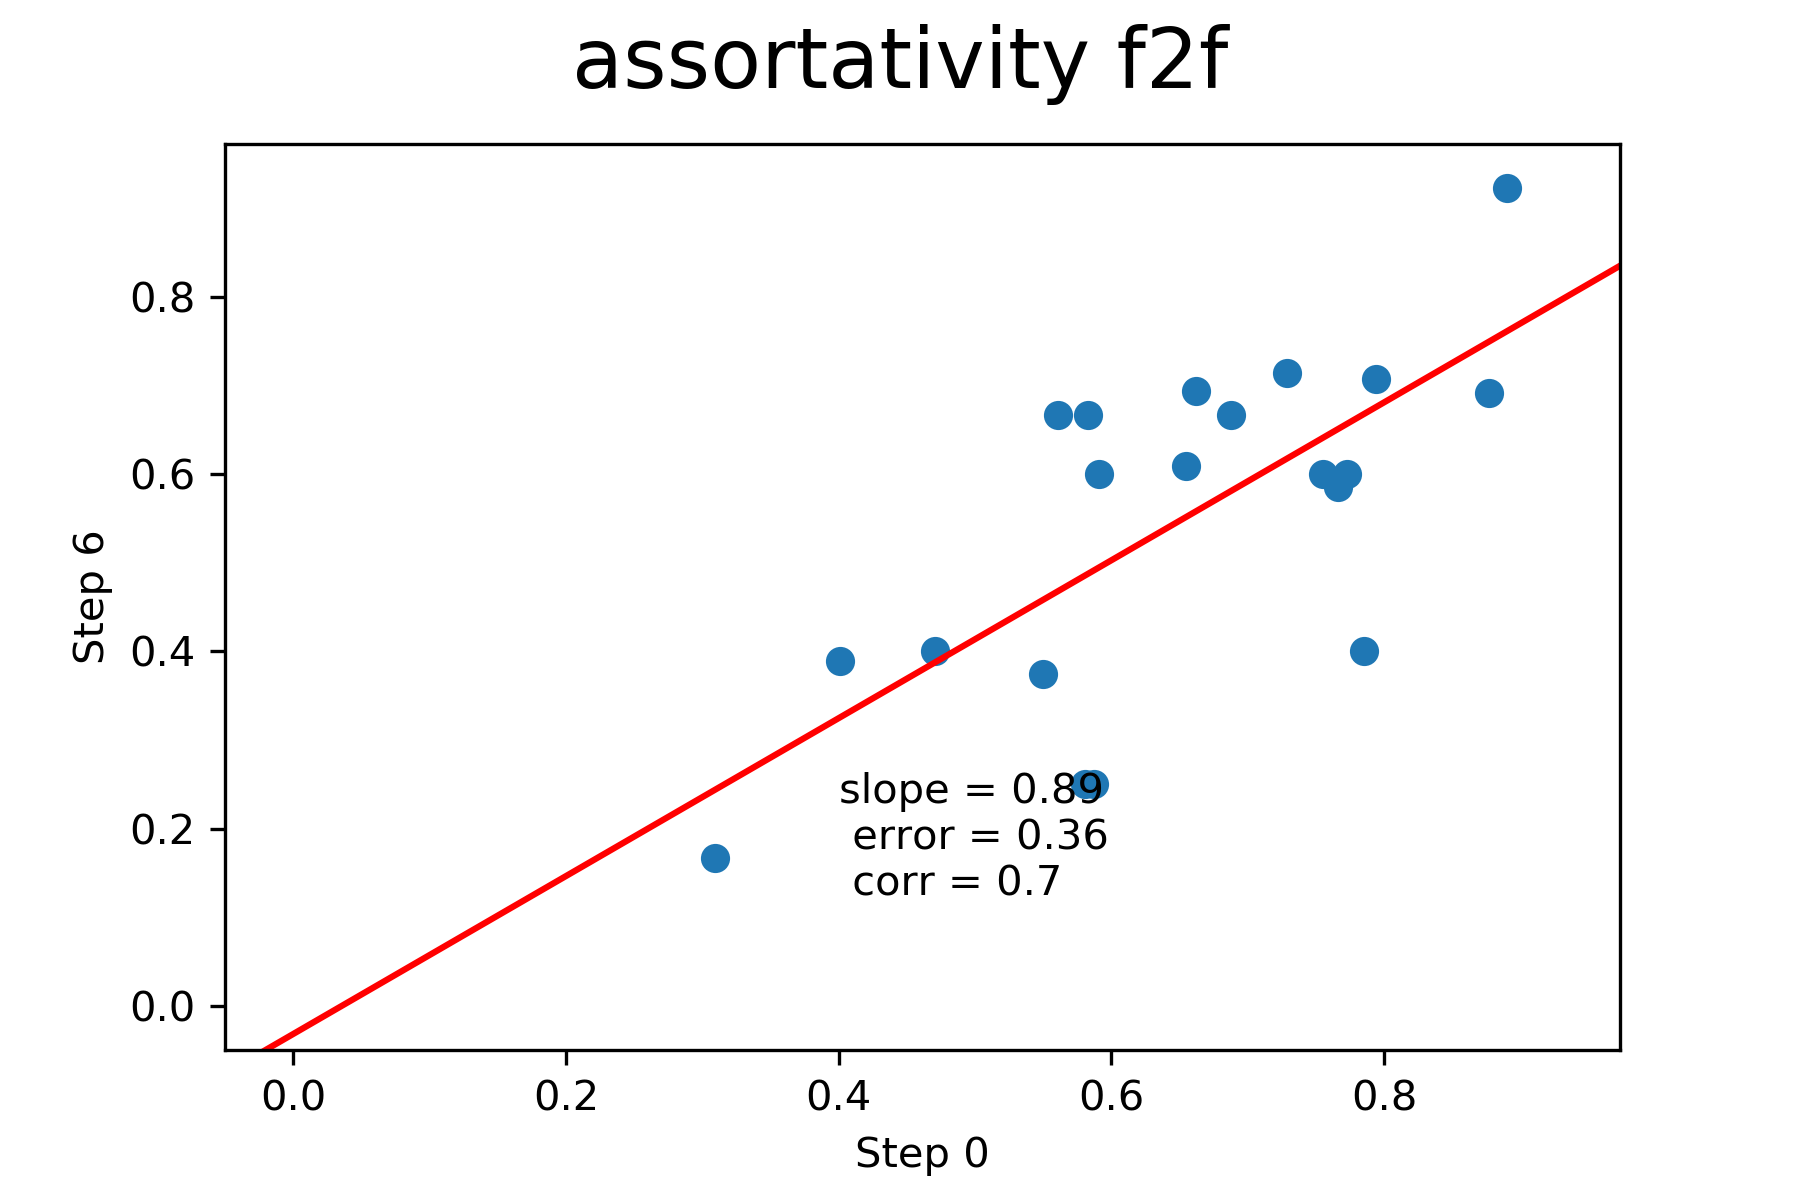 assortativity f2f
0.8
0.6
0.4
0.2
0.0
Step 6
slope = 0.89
error = 0.36
corr = 0.7
0.0 0.2 0.4 0.6 0.8
Step 0